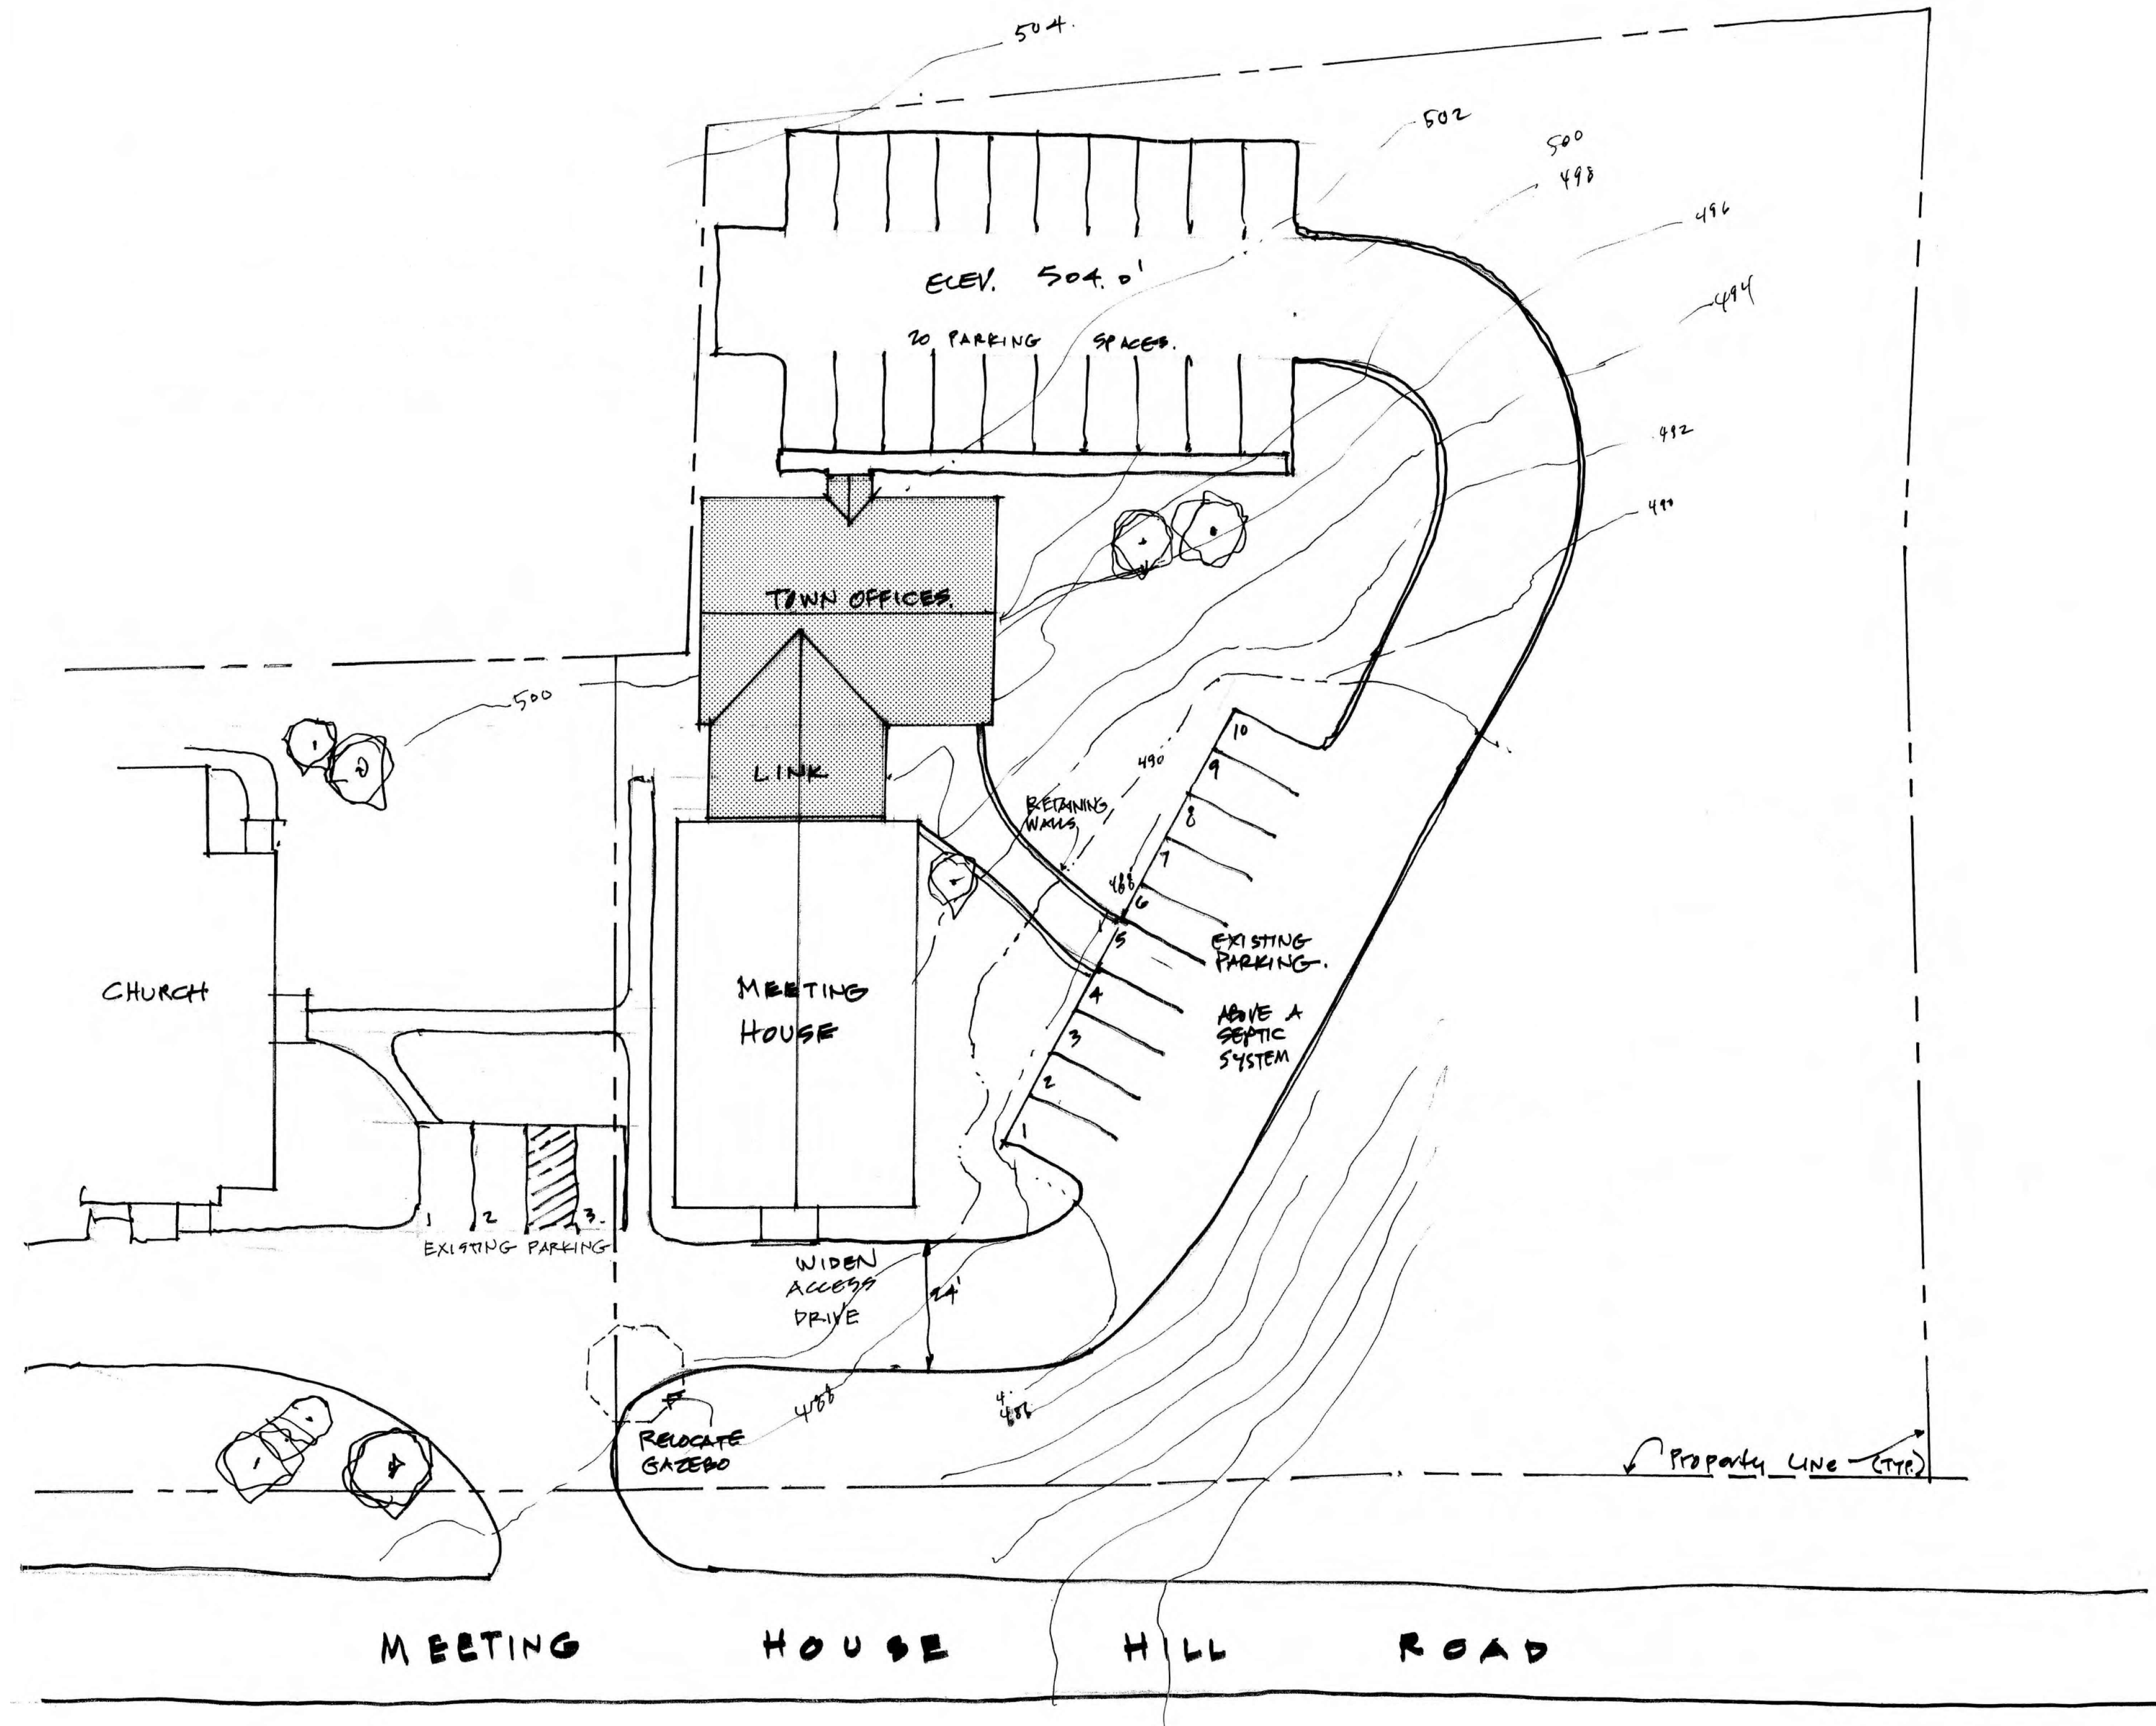 504.
502
500
498
496
494
ELEV. 504.0'
20 PARKING SPACES.
492
490
TOWN OFFICES.
500
LINK
10
9
490
8
RETAINING
WALLS
7
488
6
5
EXISTING
PARKING.
CHURCH
MEETING
HOUSE
4
ABOVE A
SEPTIC
SYSTEM
3
2
1
1 2 3.
EXISTING PARKING
WIDEN
ACCESS
DRIVE
24'
488
486
RELOCATE
GAZEBO
Property LINE (TYP.)
MEETING HOUSE HILL ROAD